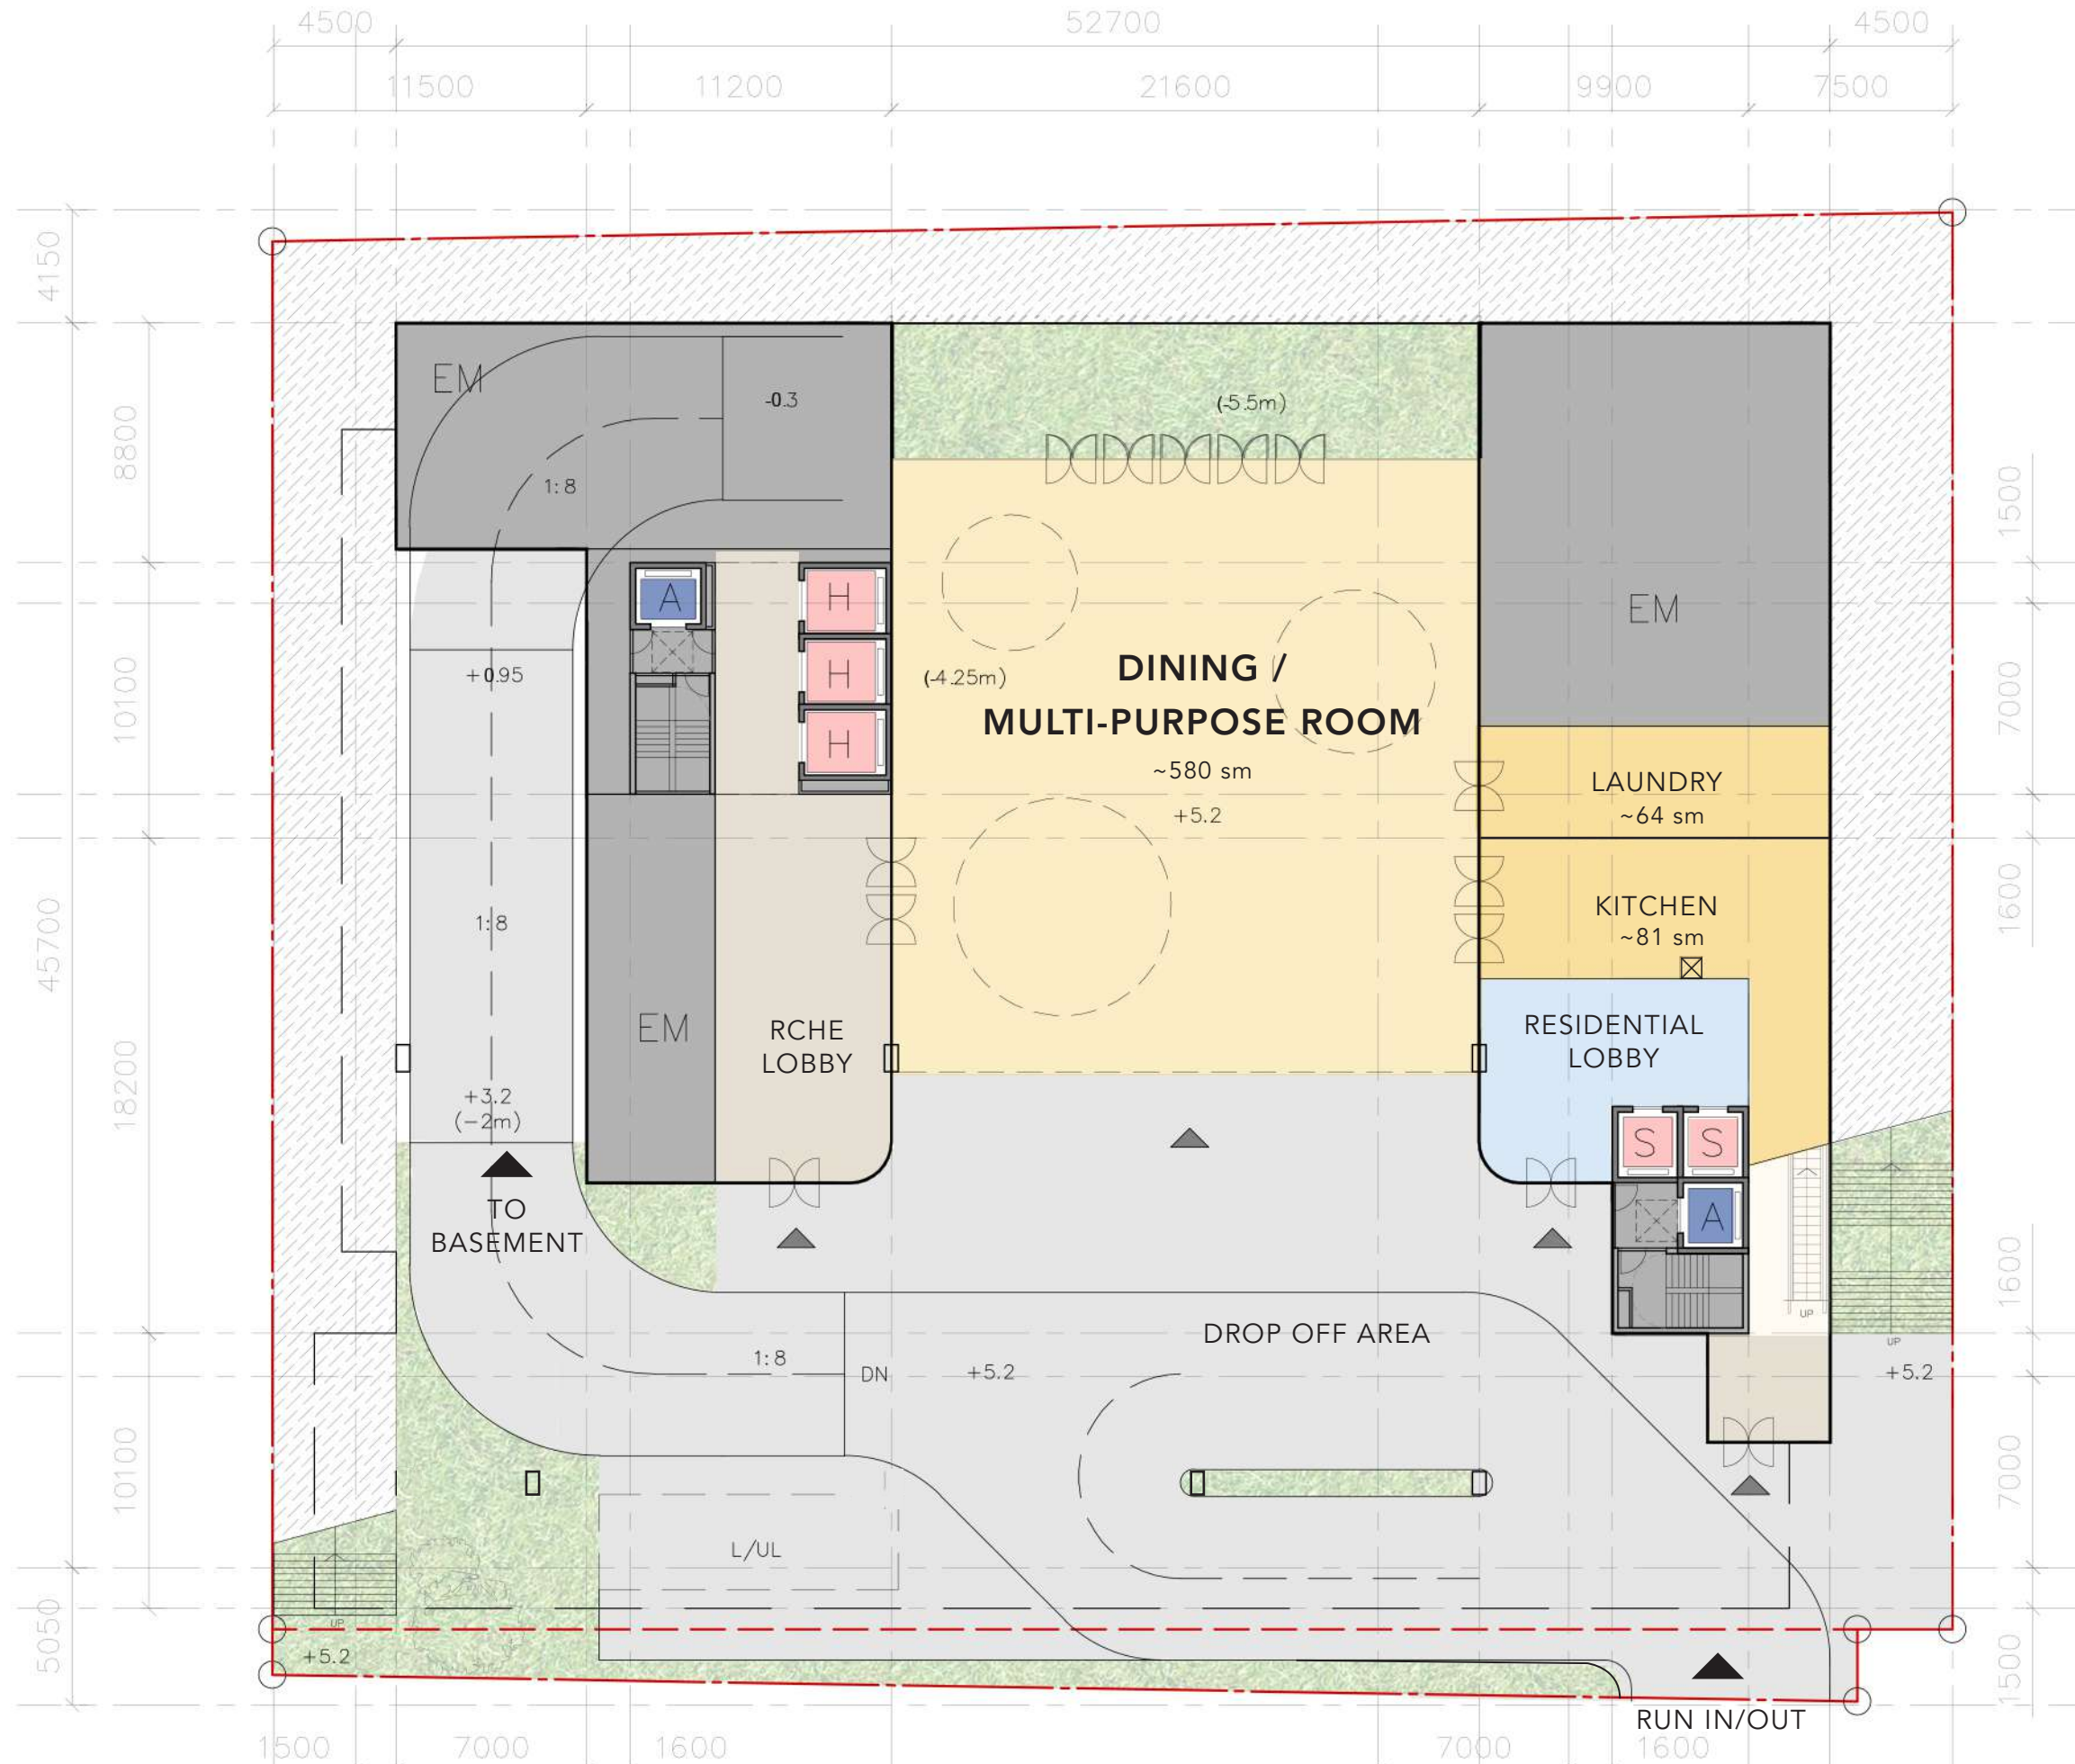 4500 52700 4500
11500 11200 21600 9900 7500
4150
EM
-0.3
(-5.5m)
8800
1:8
1500
A
H
EM
+0.95
H
(-4.25m)
DINING /
MULTI-PURPOSE ROOM
~580 sm
+5.2
10100
7000
H
LAUNDRY
~64 sm
45700
1:8
KITCHEN
~81 sm
1600
EM
RCHE
LOBBY
RESIDENTIAL
LOBBY
18200
+3.2
(-2m)
S S
TO
BASEMENT
A
1600
UP
DROP OFF AREA
UP
1:8
DN
+5.2
+5.2
10100
7000
L/UL
5050
UP
+5.2
1500
RUN IN/OUT
1500 7000 1600 7000 1600